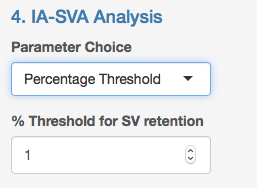 4. IA-SVA Analysis
Parameter Choice
Percentage Threshold
% Threshold for SV retention
1